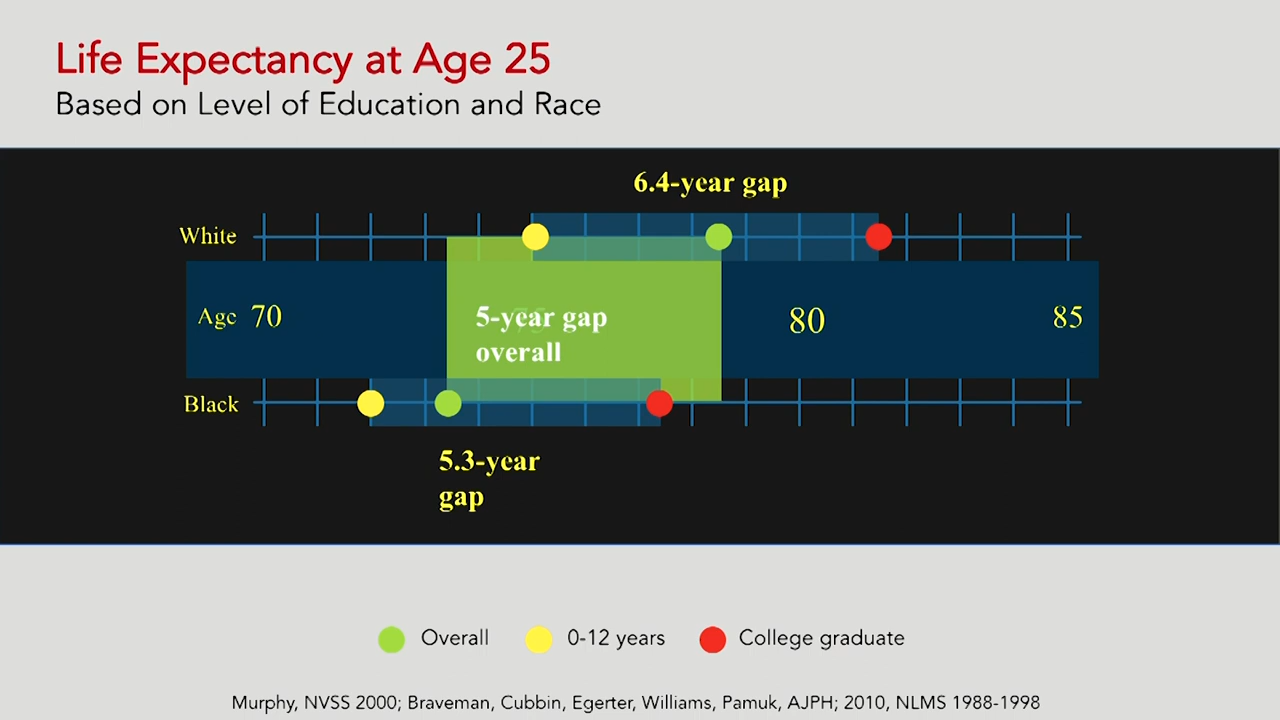 Life Expectancy at Age 25
Based on Level of Education and Race
6.4-year gap
White
Age 70 75 80 85
5-year gap
overall
Black
5.3-year
gap
Overall 0-12 years College graduate
Murphy, NVSS 2000; Braveman, Cubbin, Egerter, Williams, Pamuk, AJPH; 2010, NLMS 1988-1998